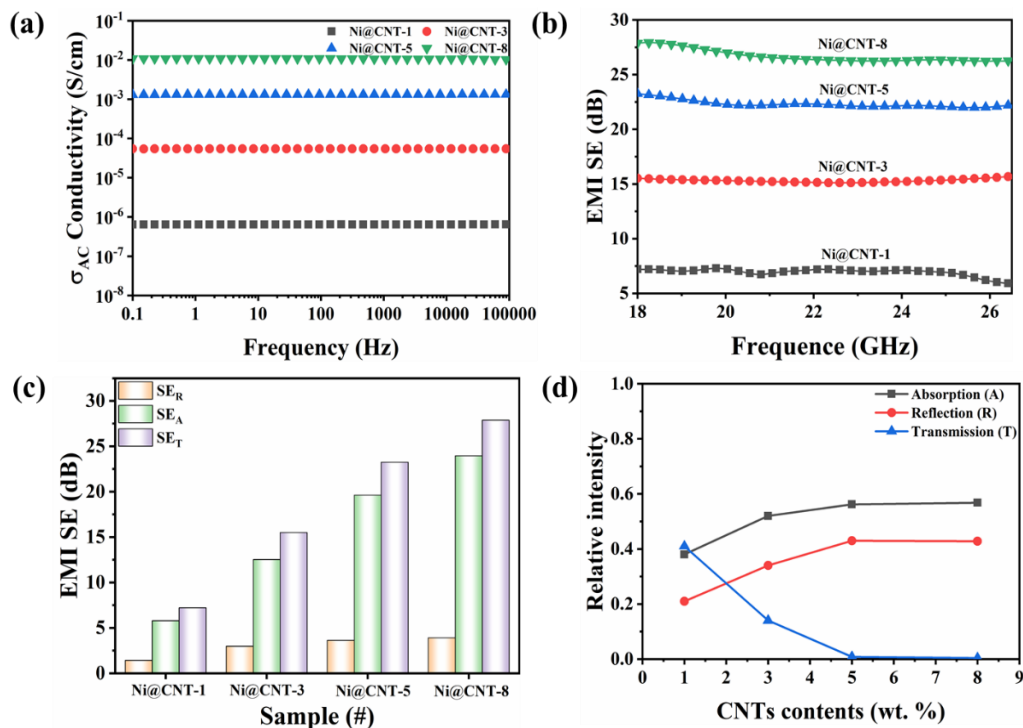 (a)
10-1
10-2
10-3
10-4
10-5
10-6
10-7
10-8
σAC Conductivity (S/cm)
Ni@CNT-1 Ni@CNT-3
Ni@CNT-5 Ni@CNT-8
0.1 1 10 100 1000 10000 100000
Frequency (Hz)
(b)
30
25
20
15
10
5
EMI SE (dB)
Ni@CNT-8
Ni@CNT-5
Ni@CNT-3
Ni@CNT-1
18 20 22 24 26
Frequence (GHz)
(c)
30
25
20
15
10
5
0
EMI SE (dB)
SER
SEA
SET
Ni@CNT-1 Ni@CNT-3 Ni@CNT-5 Ni@CNT-8
Sample (#)
(d)
1.0
0.8
0.6
0.4
0.2
0.0
Relative intensity
Absorption (A)
Reflection (R)
Transmission (T)
0 1 2 3 4 5 6 7 8 9
CNTs contents (wt. %)